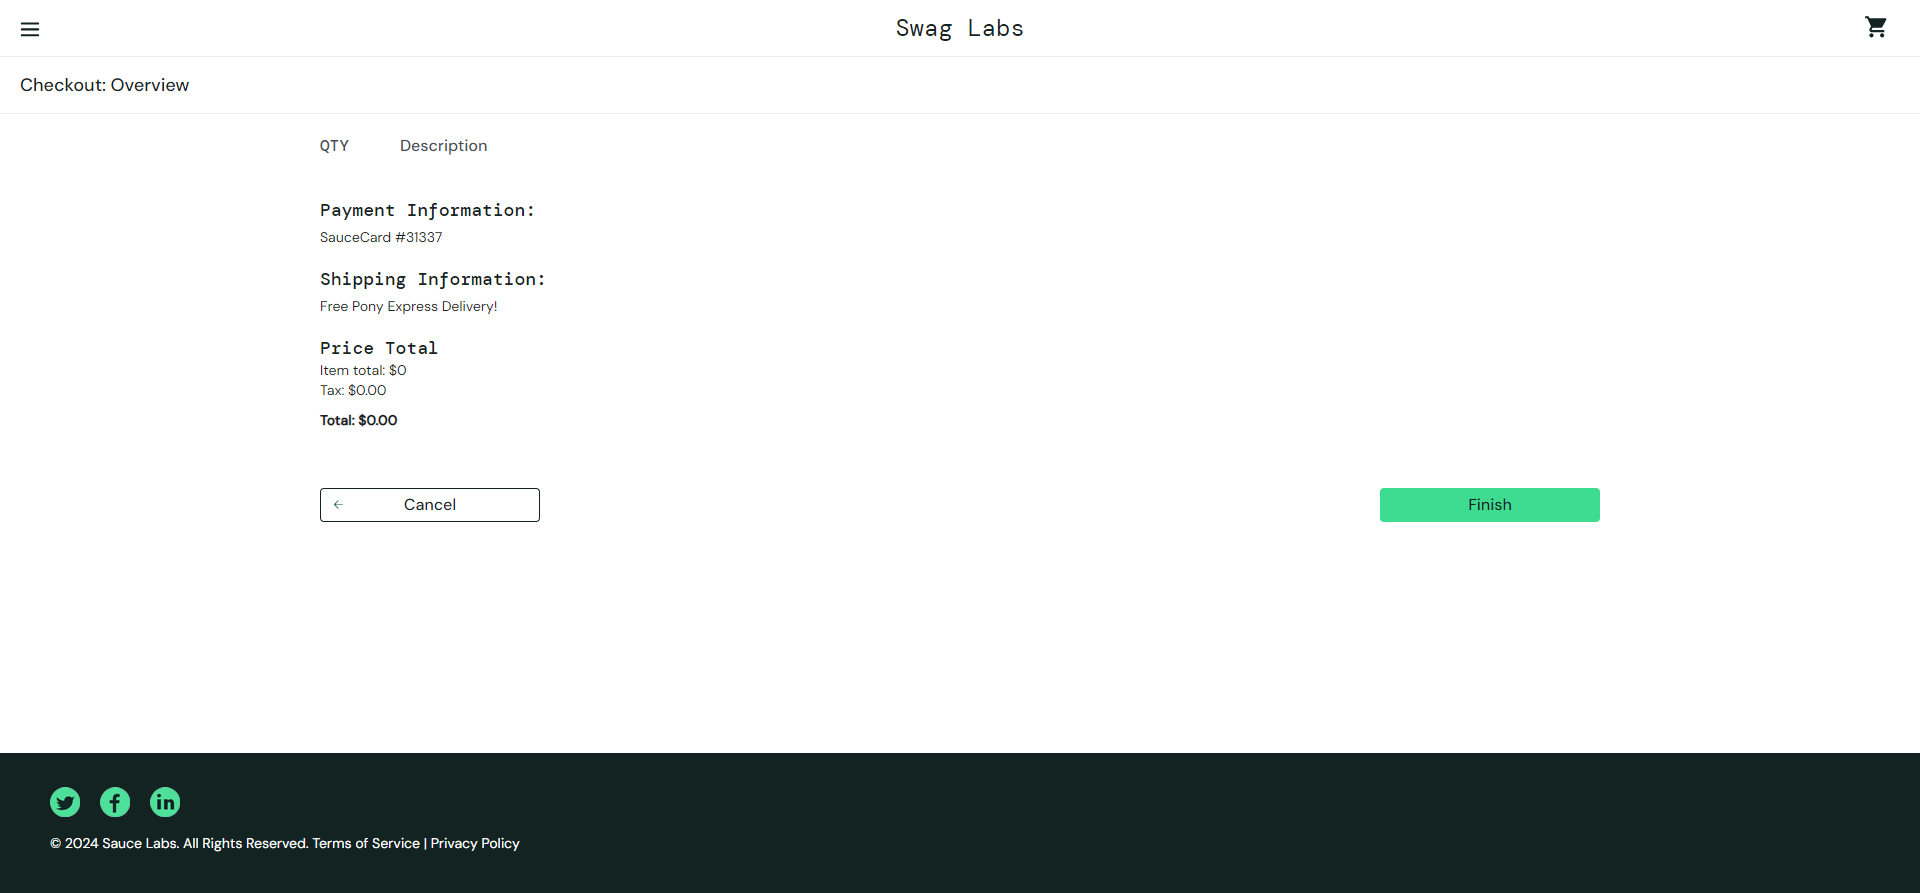 Swag Labs
Checkout: Overview
QTY Description
Payment Information:
SauceCard #31337
Shipping Information:
Free Pony Express Delivery!
Price Total
Item total: $0
Tax: $0.00
Total: $0.00
Cancel
Finish
© 2024 Sauce Labs. All Rights Reserved. Terms of Service | Privacy Policy